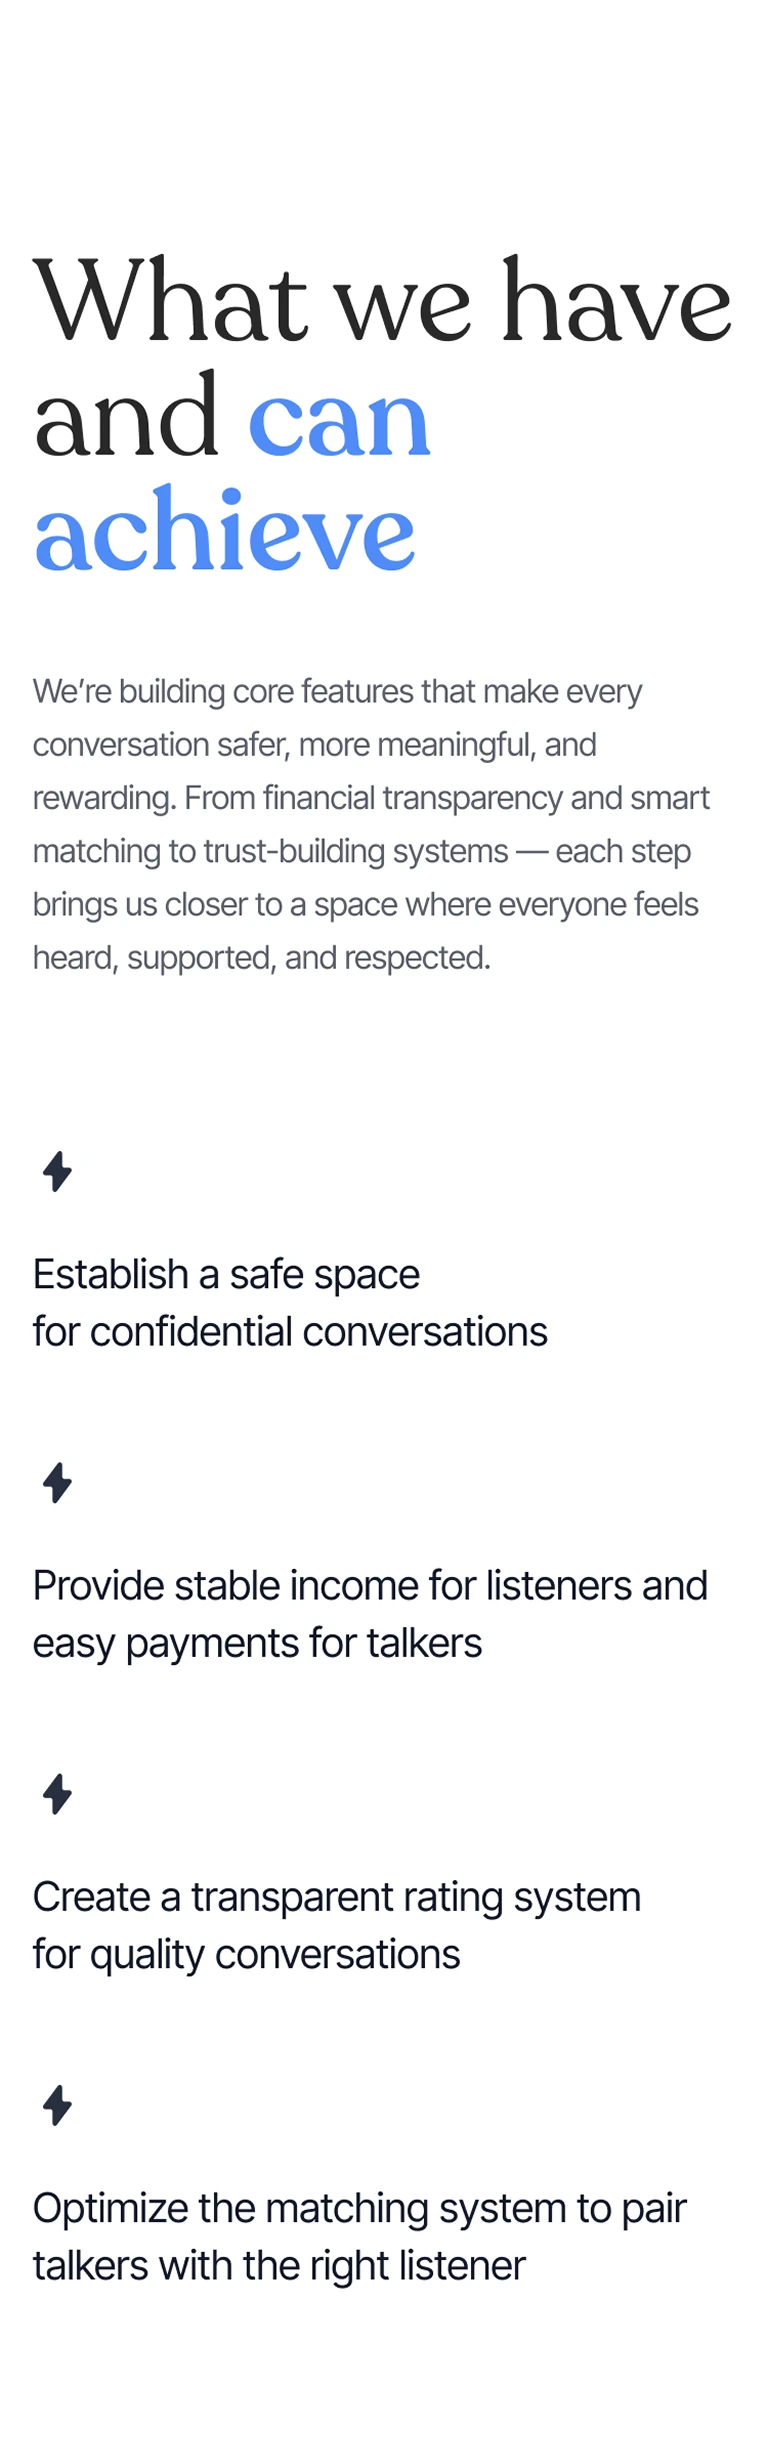 What we have
and can
achieve
We’re building core features that make every
conversation safer, more meaningful, and
rewarding. From financial transparency and smart
matching to trust-building systems — each step
brings us closer to a space where everyone feels
heard, supported, and respected.
Establish a safe space
for confidential conversations
Provide stable income for listeners and
easy payments for talkers
Create a transparent rating system
for quality conversations
Optimize the matching system to pair
talkers with the right listener